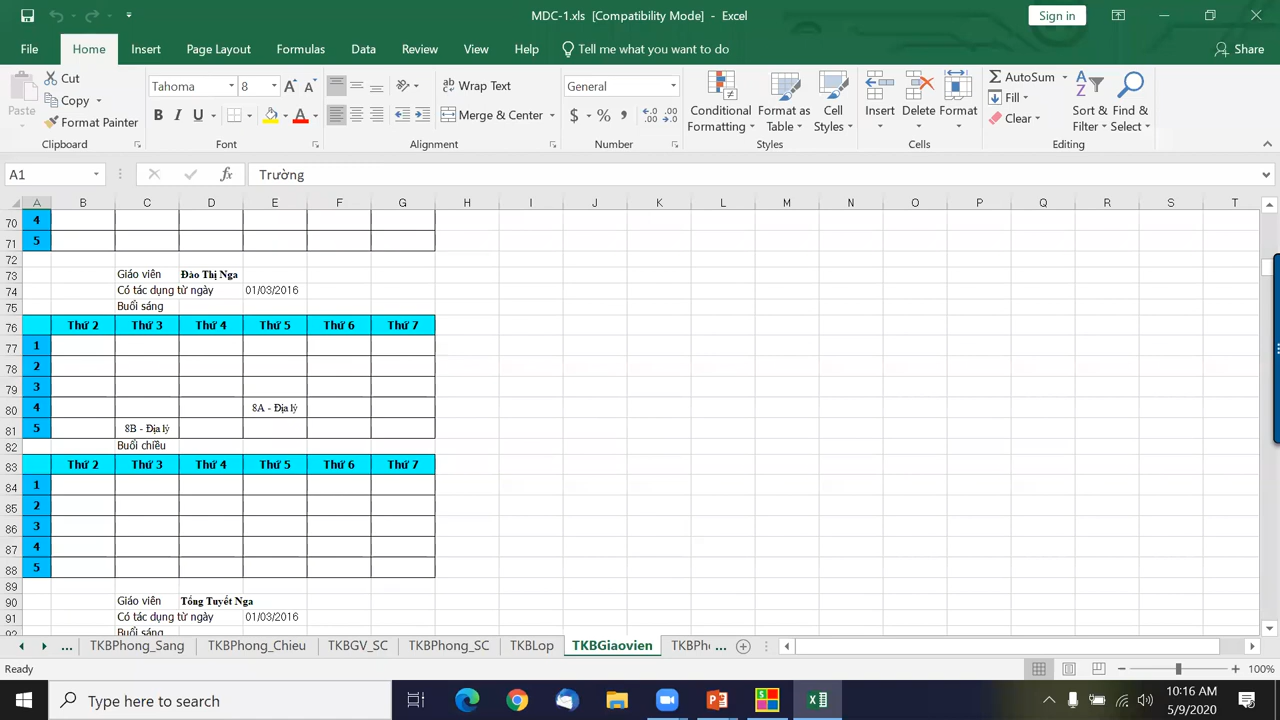 MDC-1.xls [Compatibility Mode] - Excel
Sign in
File Home Insert Page Layout Formulas Data Review View Help Tell me what you want to do Share
Paste
Cut
Copy
Format Painter
Clipboard
Tahoma 8
B I U
Font
Wrap Text
Merge & Center
Alignment
General
$ % ,
Number
Conditional Formatting
Format as Table
Cell Styles
Styles
Insert Delete Format
Cells
AutoSum
Fill
Clear
Sort & Filter
Find & Select
Editing
A1 fx Trường
A B C D E F G H I J K L M N O P Q R S T
70 4
71 5
72
73 Giáo viên Đào Thị Nga
74 Có tác dụng từ ngày 01/03/2016
75 Buổi sáng
76 Thứ 2 Thứ 3 Thứ 4 Thứ 5 Thứ 6 Thứ 7
77 1
78 2
79 3
80 4 8A - Địa lý
81 5 8B - Địa lý
82 Buổi chiều
83 Thứ 2 Thứ 3 Thứ 4 Thứ 5 Thứ 6 Thứ 7
84 1
85 2
86 3
87 4
88 5
89
90 Giáo viên Tống Tuyết Nga
91 Có tác dụng từ ngày 01/03/2016
92 Buổi sáng
... TKBPhong_Sang TKBPhong_Chieu TKBGV_SC TKBPhong_SC TKBLop TKBGiaovien TKBPh ...
Ready 100%
Type here to search
10:16 AM
5/9/2020